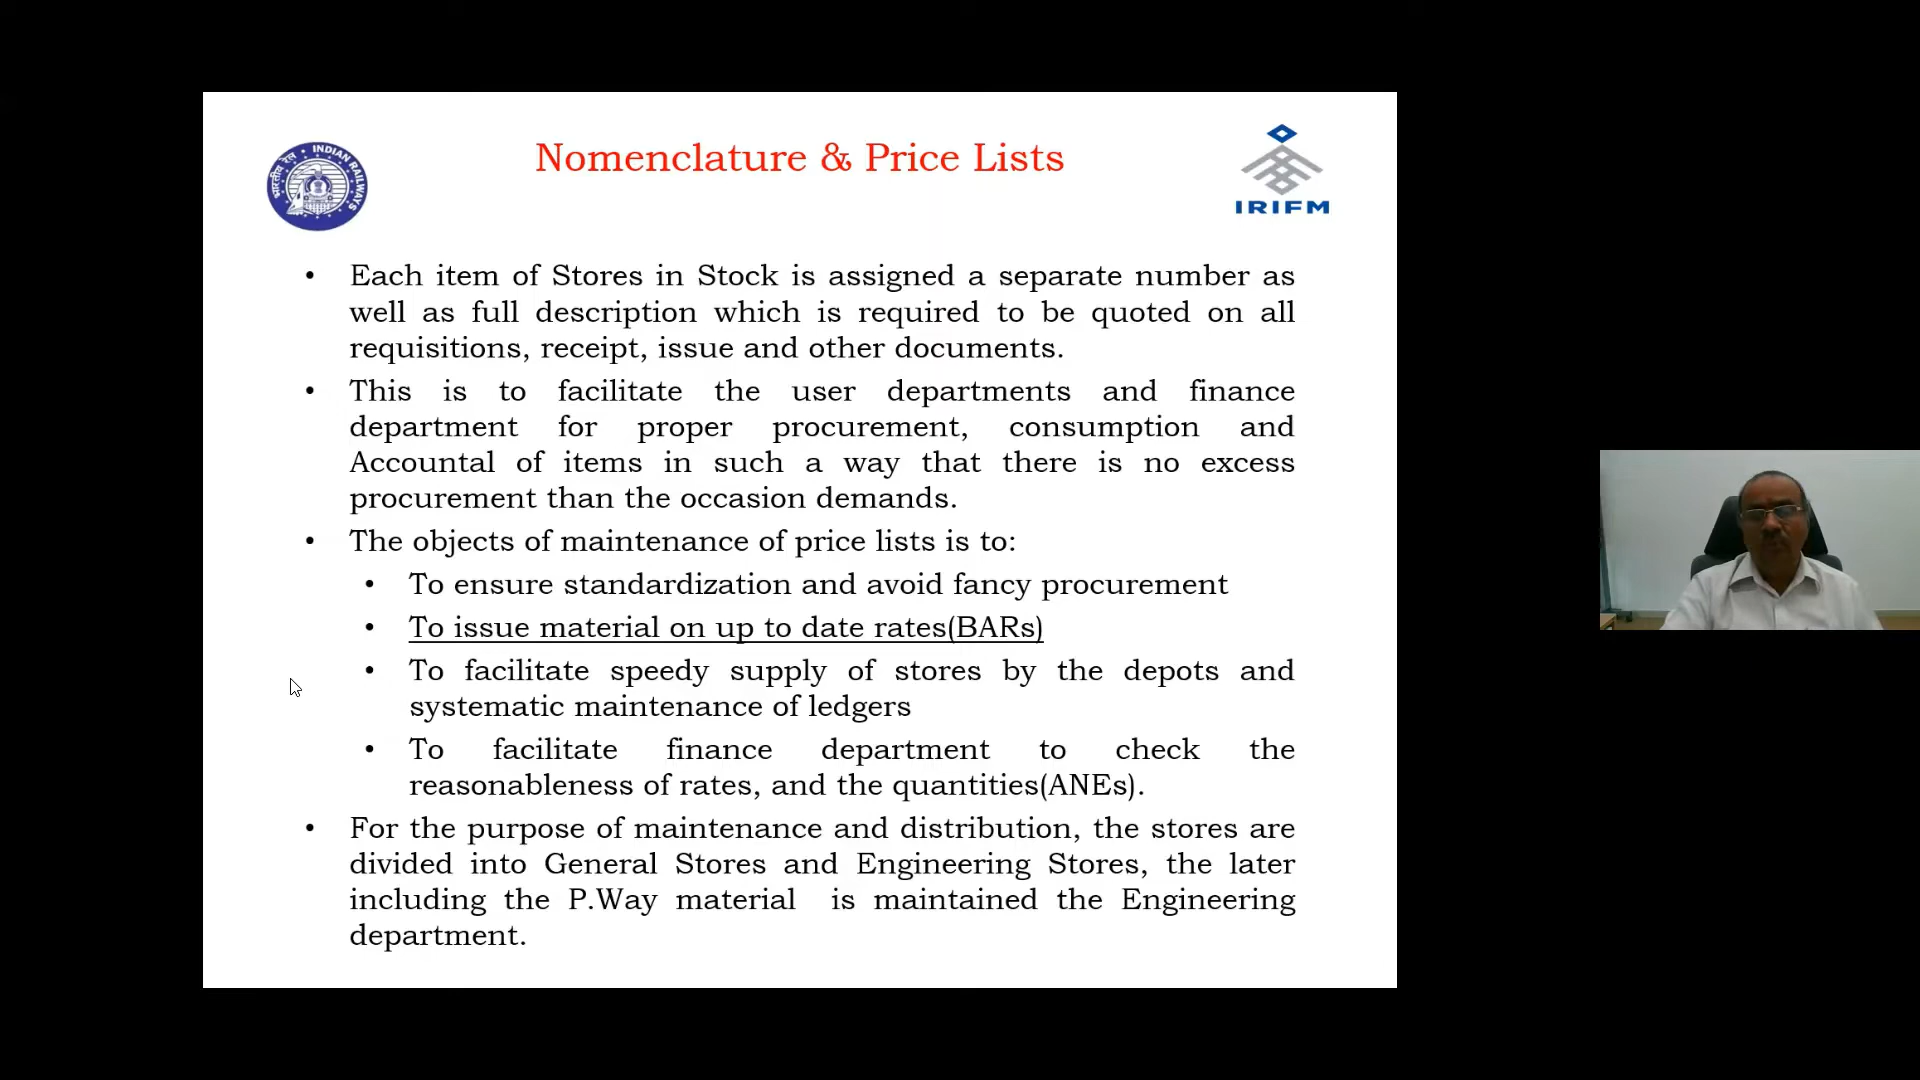 Nomenclature & Price Lists
भारतीय रेल • INDIAN RAILWAYS
IRIFM
• Each item of Stores in Stock is assigned a separate number as
well as full description which is required to be quoted on all
requisitions, receipt, issue and other documents.
• This is to facilitate the user departments and finance
department for proper procurement, consumption and
Accountal of items in such a way that there is no excess
procurement than the occasion demands.
• The objects of maintenance of price lists is to:
• To ensure standardization and avoid fancy procurement
• To issue material on up to date rates(BARs)
• To facilitate speedy supply of stores by the depots and
systematic maintenance of ledgers
• To facilitate finance department to check the
reasonableness of rates, and the quantities(ANEs).
• For the purpose of maintenance and distribution, the stores are
divided into General Stores and Engineering Stores, the later
including the P.Way material is maintained the Engineering
department.